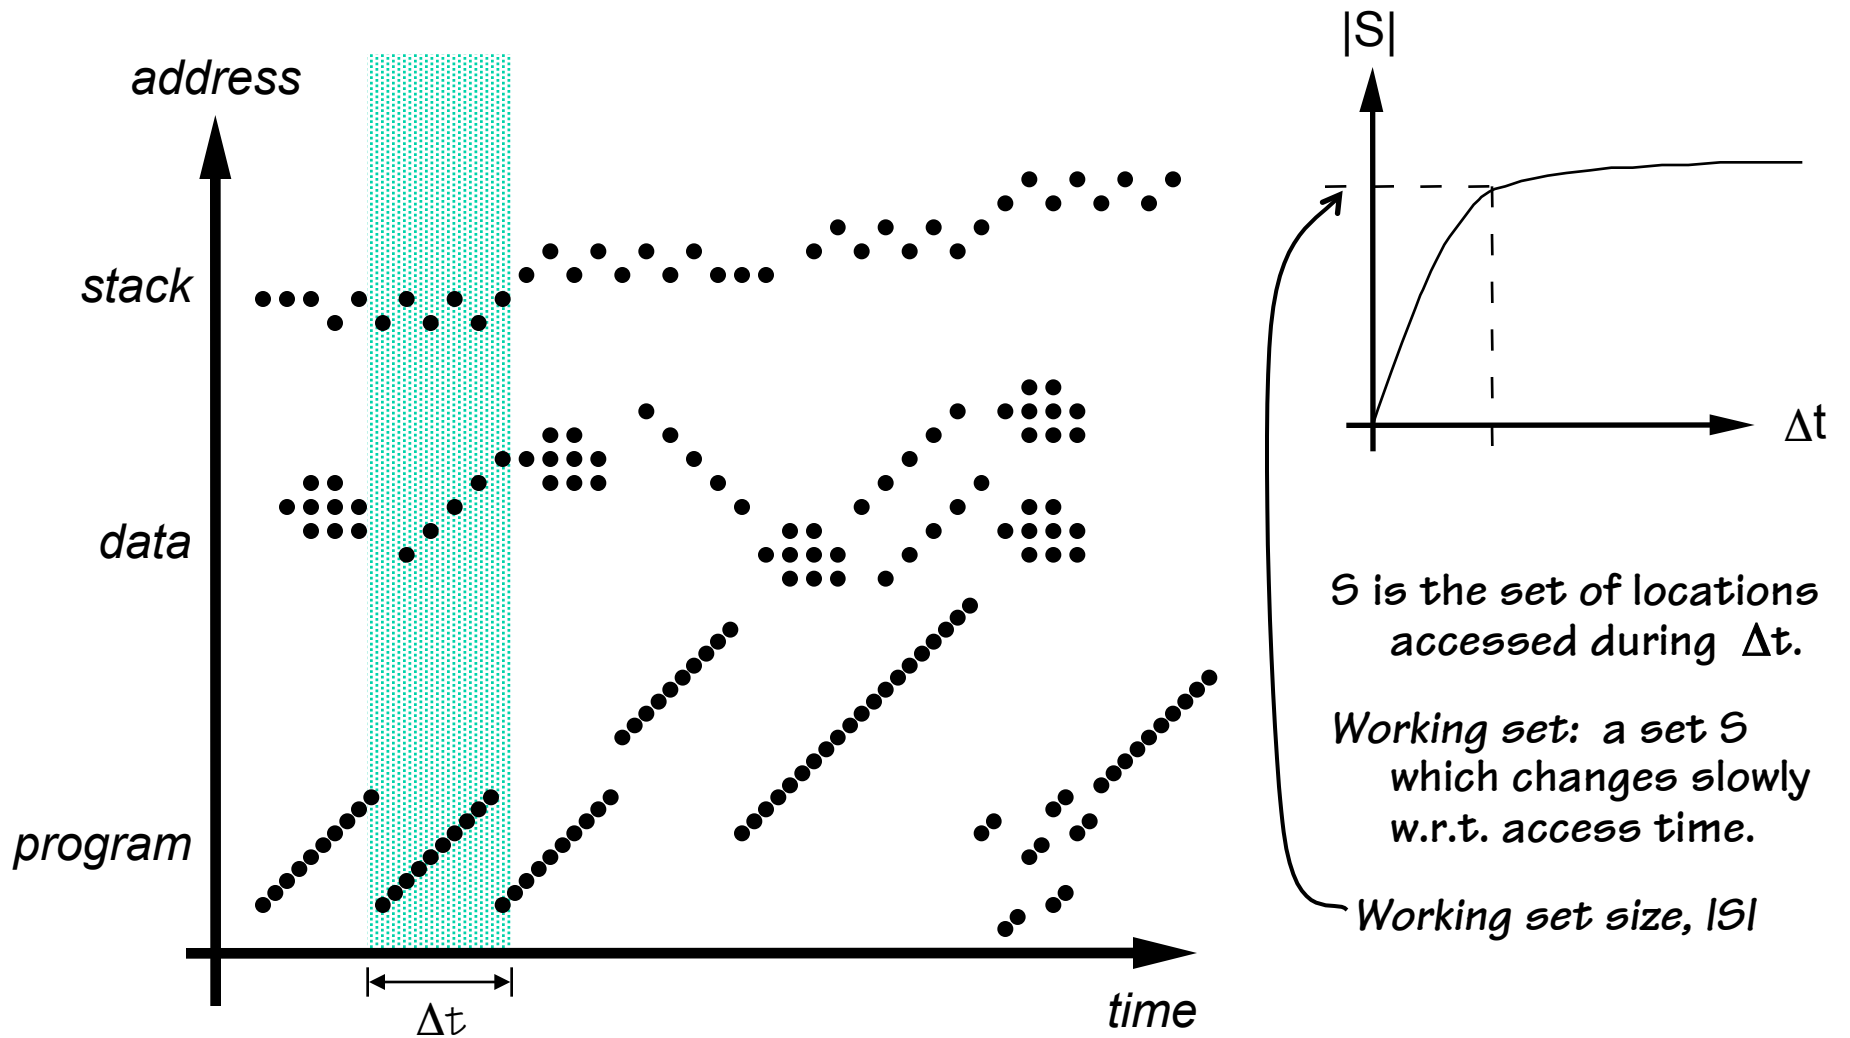 address
stack
data
program
Δt
time
|S|
Δt
S is the set of locations
accessed during Δt.
Working set: a set S
which changes slowly
w.r.t. access time.
Working set size, |S|